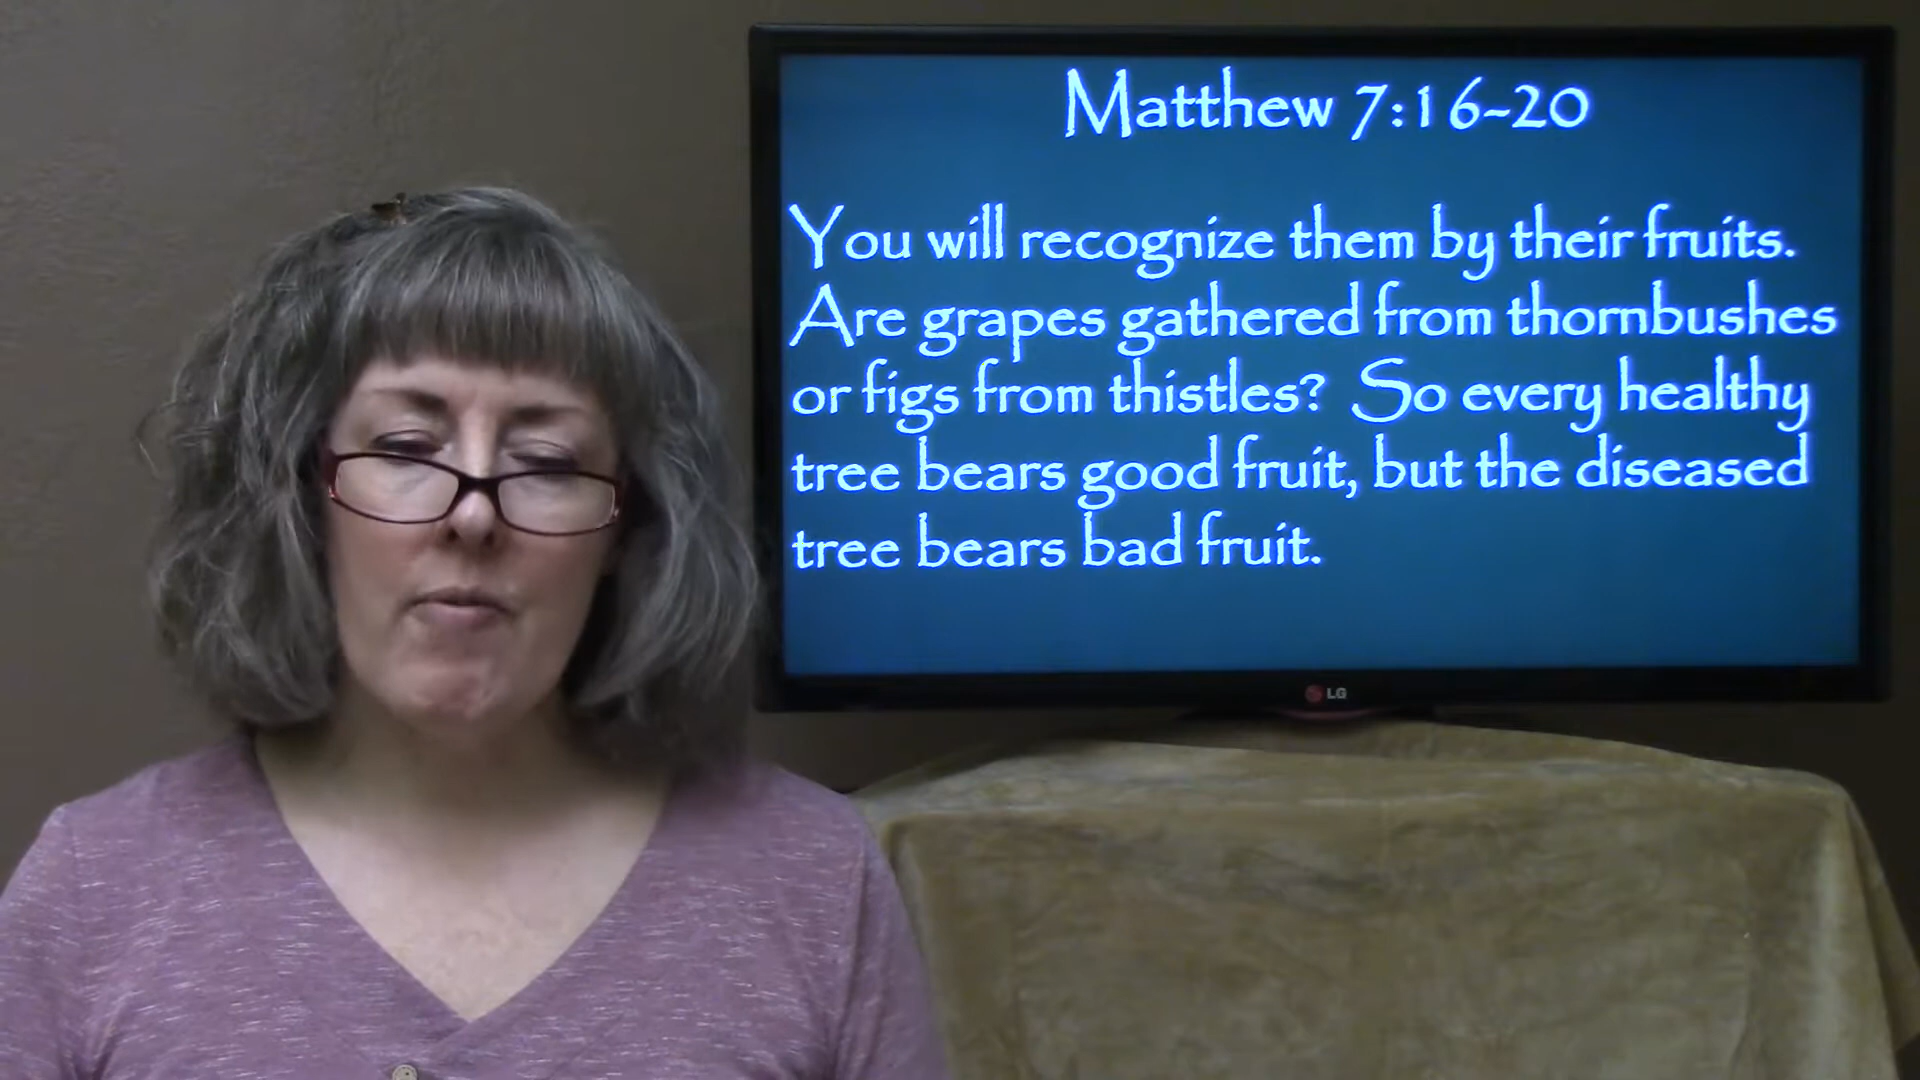 Matthew 7:16-20
You will recognize them by their fruits.
Are grapes gathered from thornbushes
or figs from thistles? So every healthy
tree bears good fruit, but the diseased
tree bears bad fruit.
LG